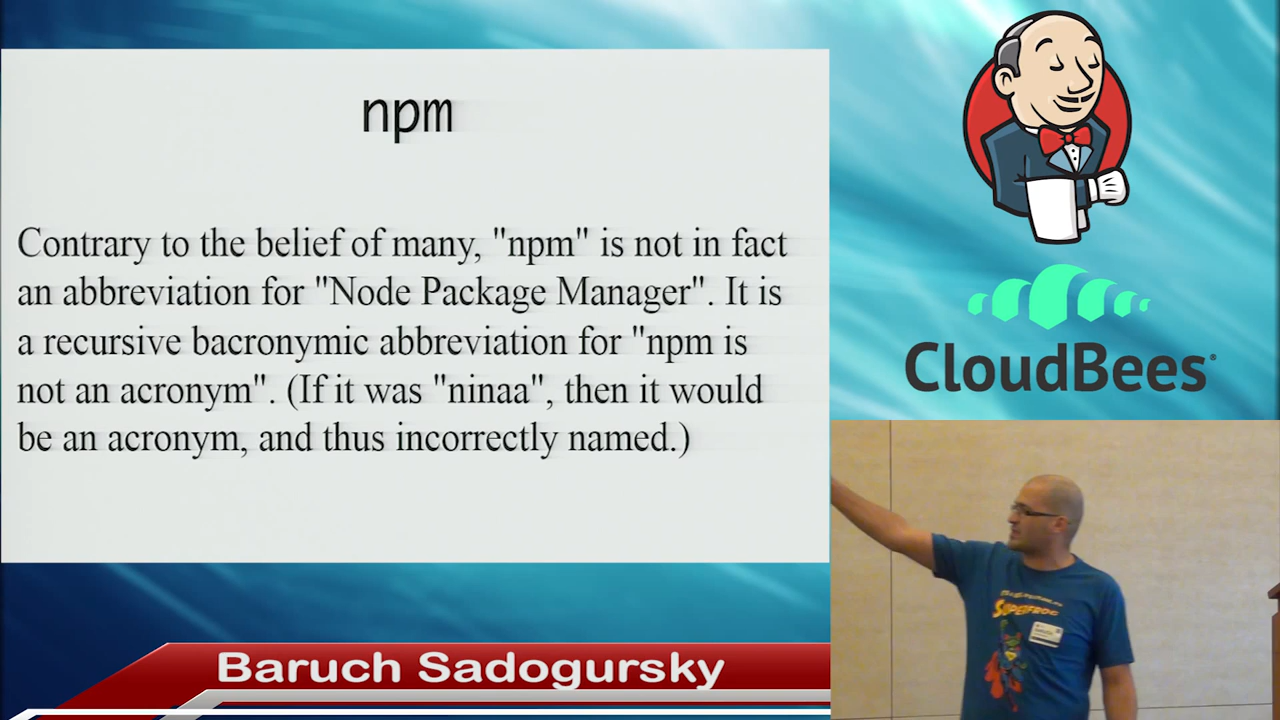 npm
Contrary to the belief of many, "npm" is not in fact
an abbreviation for "Node Package Manager". It is
a recursive bacronymic abbreviation for "npm is
not an acronym". (If it was "ninaa", then it would
be an acronym, and thus incorrectly named.)
CloudBees®
SUPERFROG
Baruch Sadogursky